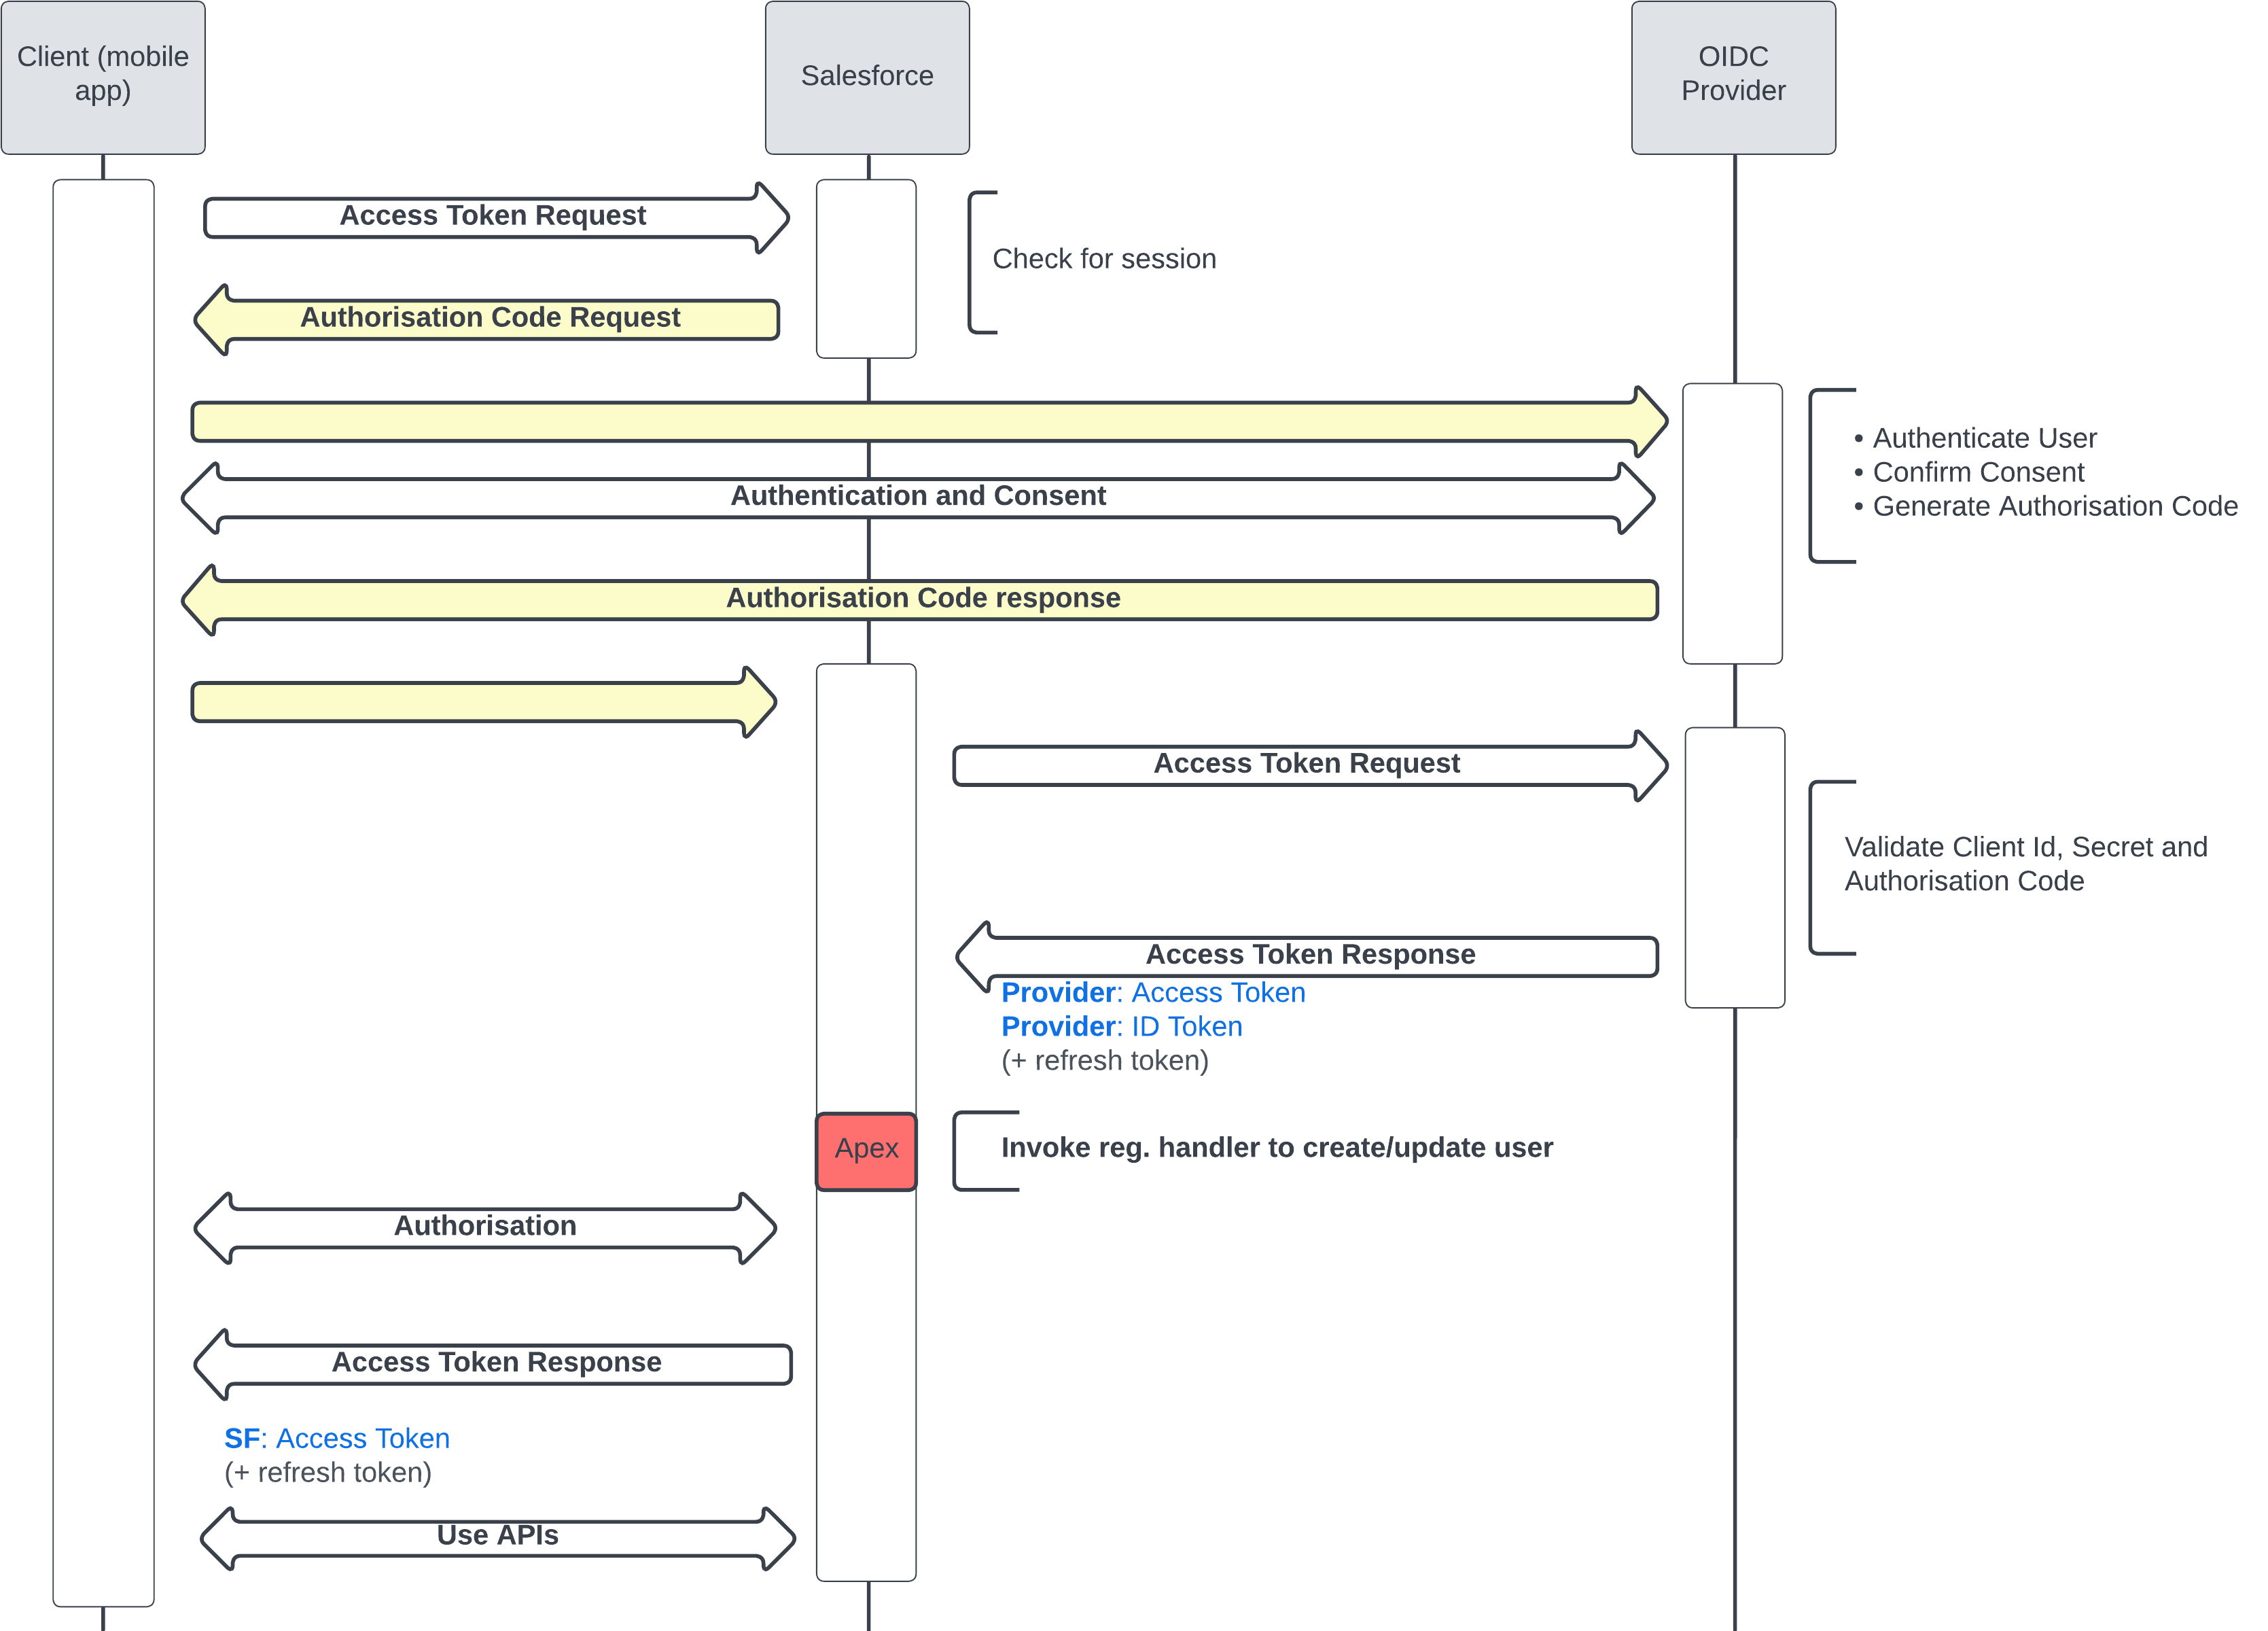 Client (mobile
app)
Salesforce
OIDC
Provider
Access Token Request
Check for session
Authorisation Code Request
• Authenticate User
• Confirm Consent
• Generate Authorisation Code
Authentication and Consent
Authorisation Code response
Access Token Request
Validate Client Id, Secret and
Authorisation Code
Access Token Response
Provider: Access Token
Provider: ID Token
(+ refresh token)
Apex
Invoke reg. handler to create/update user
Authorisation
Access Token Response
SF: Access Token
(+ refresh token)
Use APIs